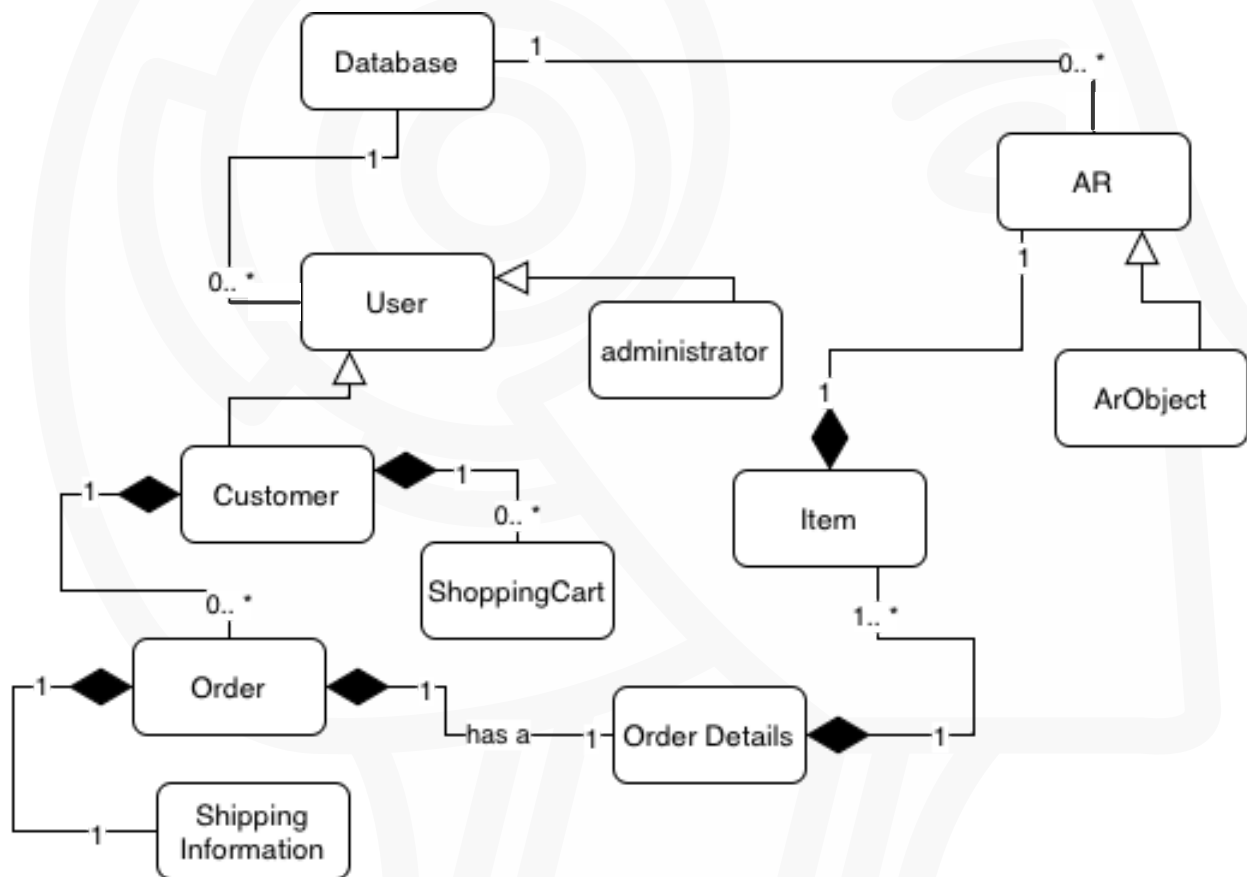 Database
1
0.. *
1
AR
0.. *
User
1
administrator
ArObject
1
Customer
1
1
0.. *
Item
ShoppingCart
0.. *
1.. *
Order
1
1
has a
1
Order Details
1
Shipping
Information
1